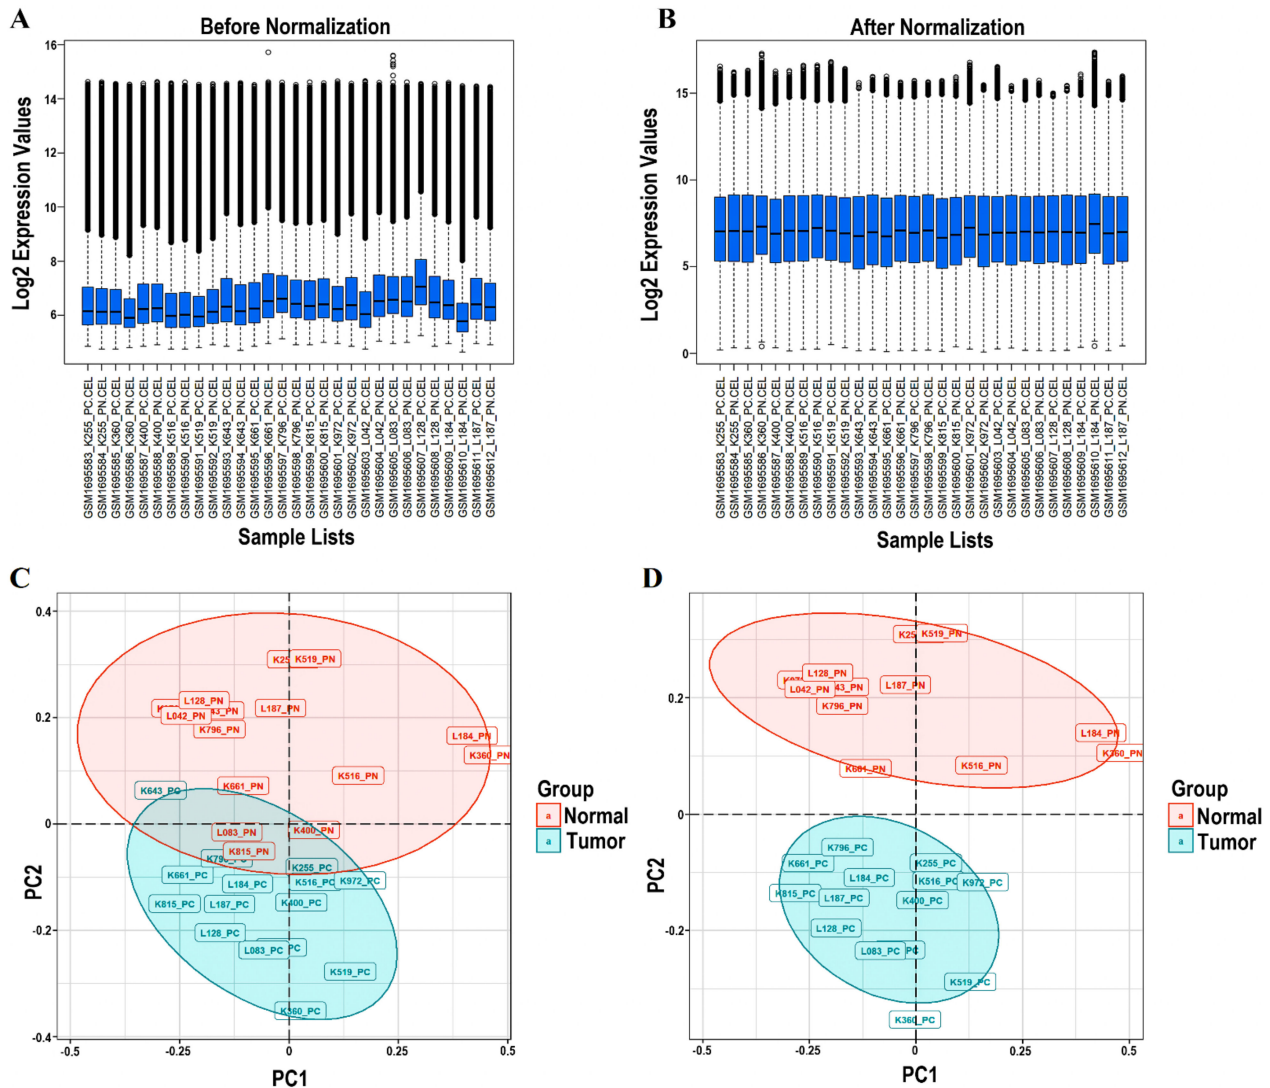 A
Before Normalization
Log2 Expression Values
16
14
12
10
8
6
GSM1695583_K255_PC.CEL
GSM1695584_K255_PN.CEL
GSM1695585_K360_PC.CEL
GSM1695586_K360_PN.CEL
GSM1695587_K400_PC.CEL
GSM1695588_K400_PN.CEL
GSM1695589_K516_PC.CEL
GSM1695590_K516_PN.CEL
GSM1695591_K519_PC.CEL
GSM1695592_K519_PN.CEL
GSM1695593_K643_PC.CEL
GSM1695594_K643_PN.CEL
GSM1695595_K661_PC.CEL
GSM1695596_K661_PN.CEL
GSM1695597_K796_PC.CEL
GSM1695598_K796_PN.CEL
GSM1695599_K815_PC.CEL
GSM1695600_K815_PN.CEL
GSM1695601_K972_PC.CEL
GSM1695602_K972_PN.CEL
GSM1695603_L042_PC.CEL
GSM1695604_L042_PN.CEL
GSM1695605_L083_PC.CEL
GSM1695606_L083_PN.CEL
GSM1695607_L128_PC.CEL
GSM1695608_L128_PN.CEL
GSM1695609_L184_PC.CEL
GSM1695610_L184_PN.CEL
GSM1695611_L187_PC.CEL
GSM1695612_L187_PN.CEL
Sample Lists
B
After Normalization
Log2 Expression Values
15
10
5
0
GSM1695583_K255_PC.CEL
GSM1695584_K255_PN.CEL
GSM1695585_K360_PC.CEL
GSM1695586_K360_PN.CEL
GSM1695587_K400_PC.CEL
GSM1695588_K400_PN.CEL
GSM1695589_K516_PC.CEL
GSM1695590_K516_PN.CEL
GSM1695591_K519_PC.CEL
GSM1695592_K519_PN.CEL
GSM1695593_K643_PC.CEL
GSM1695594_K643_PN.CEL
GSM1695595_K661_PC.CEL
GSM1695596_K661_PN.CEL
GSM1695597_K796_PC.CEL
GSM1695598_K796_PN.CEL
GSM1695599_K815_PC.CEL
GSM1695600_K815_PN.CEL
GSM1695601_K972_PC.CEL
GSM1695602_K972_PN.CEL
GSM1695603_L042_PC.CEL
GSM1695604_L042_PN.CEL
GSM1695605_L083_PC.CEL
GSM1695606_L083_PN.CEL
GSM1695607_L128_PC.CEL
GSM1695608_L128_PN.CEL
GSM1695609_L184_PC.CEL
GSM1695610_L184_PN.CEL
GSM1695611_L187_PC.CEL
GSM1695612_L187_PN.CEL
Sample Lists
C
PC2
0.4
0.2
0
-0.2
-0.4
K25
K519_PN
L128_PN
43_PN
L042_PN
L187_PN
K796_PN
L184_PN
K360_PN
K516_PN
K661_PN
K643_PC
L083_PN
K400_PN
K815_PN
K255_PC
K661_PC
L184_PC
K516_PC
K972_PC
K815_PC
L187_PC
K400_PC
L128_PC
L083_PC
PC
K519_PC
K360_PC
-0.5
-0.25
0
0.25
0.5
PC1
Group
a Normal
a Tumor
D
PC2
0.2
0
-0.2
K25
K519_PN
L128_PN
43_PN
L042_PN
L187_PN
K796_PN
L184_PN
K360_PN
K661_PN
K516_PN
K796_PC
K661_PC
K255_PC
L184_PC
K516_PC
K972_PC
K815_PC
L187_PC
K400_PC
L128_PC
L083_PC
PC
K519_PC
K360_PC
-0.5
-0.25
0
0.25
0.5
PC1
Group
a Normal
a Tumor